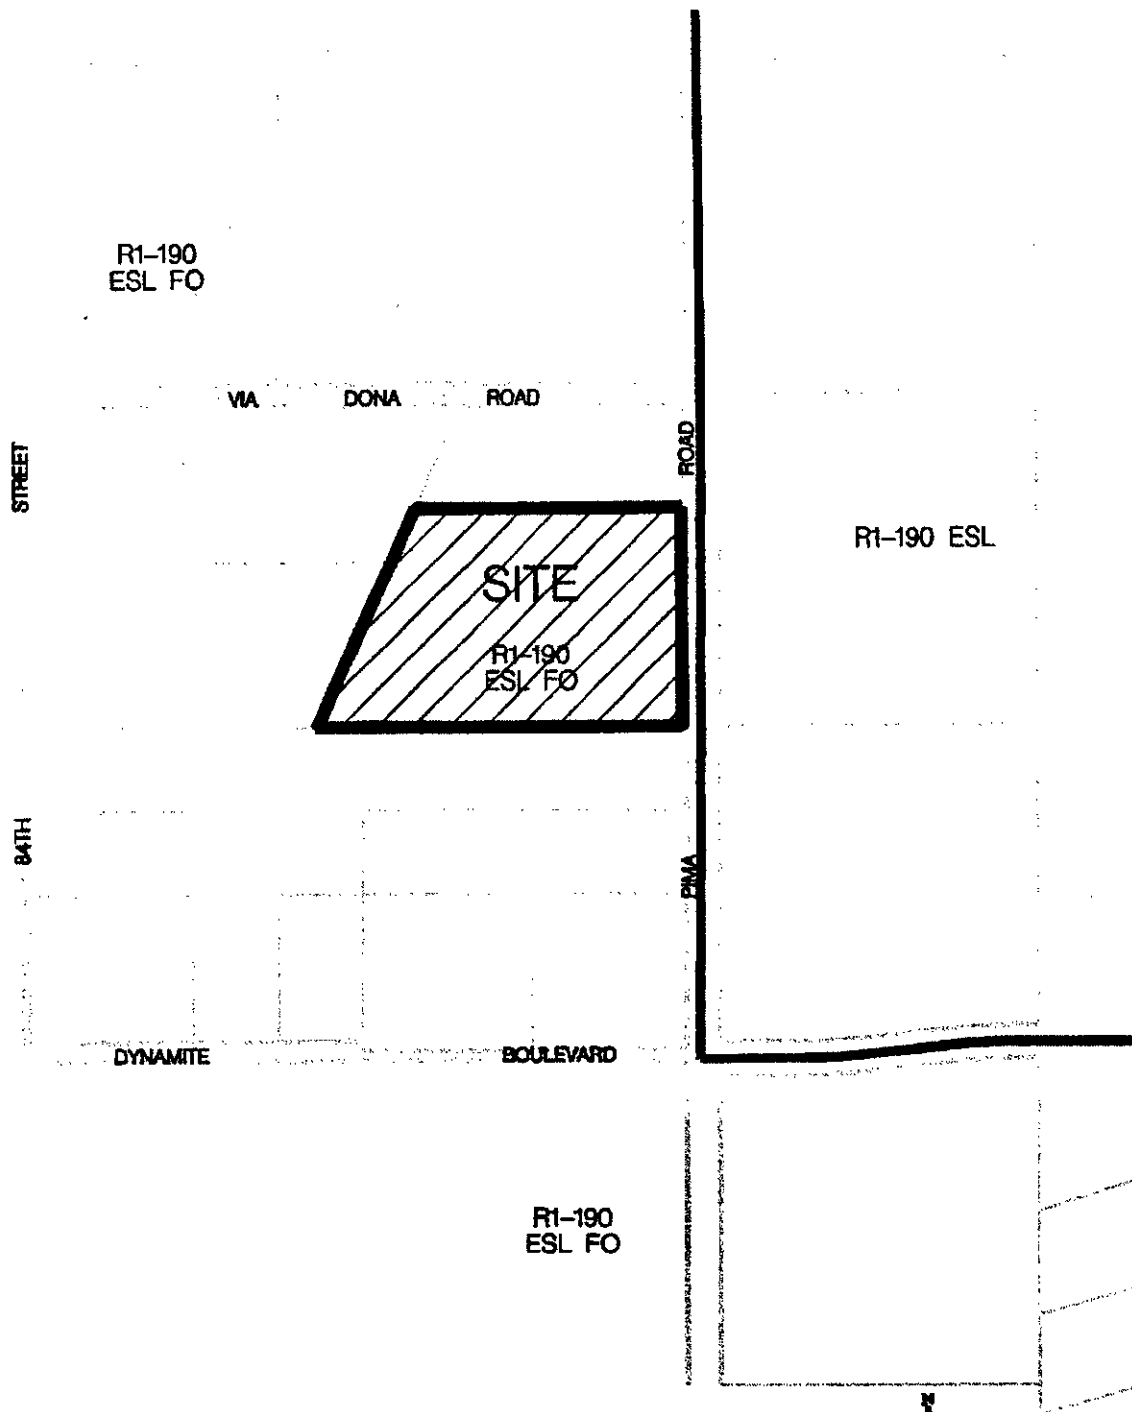 R1-190
ESL FO
VIA DONA ROAD
STREET
ROAD
R1-190 ESL
SITE
R1-190
ESL FO
84TH
PIMA
DYNAMITE BOULEVARD
R1-190
ESL FO
N